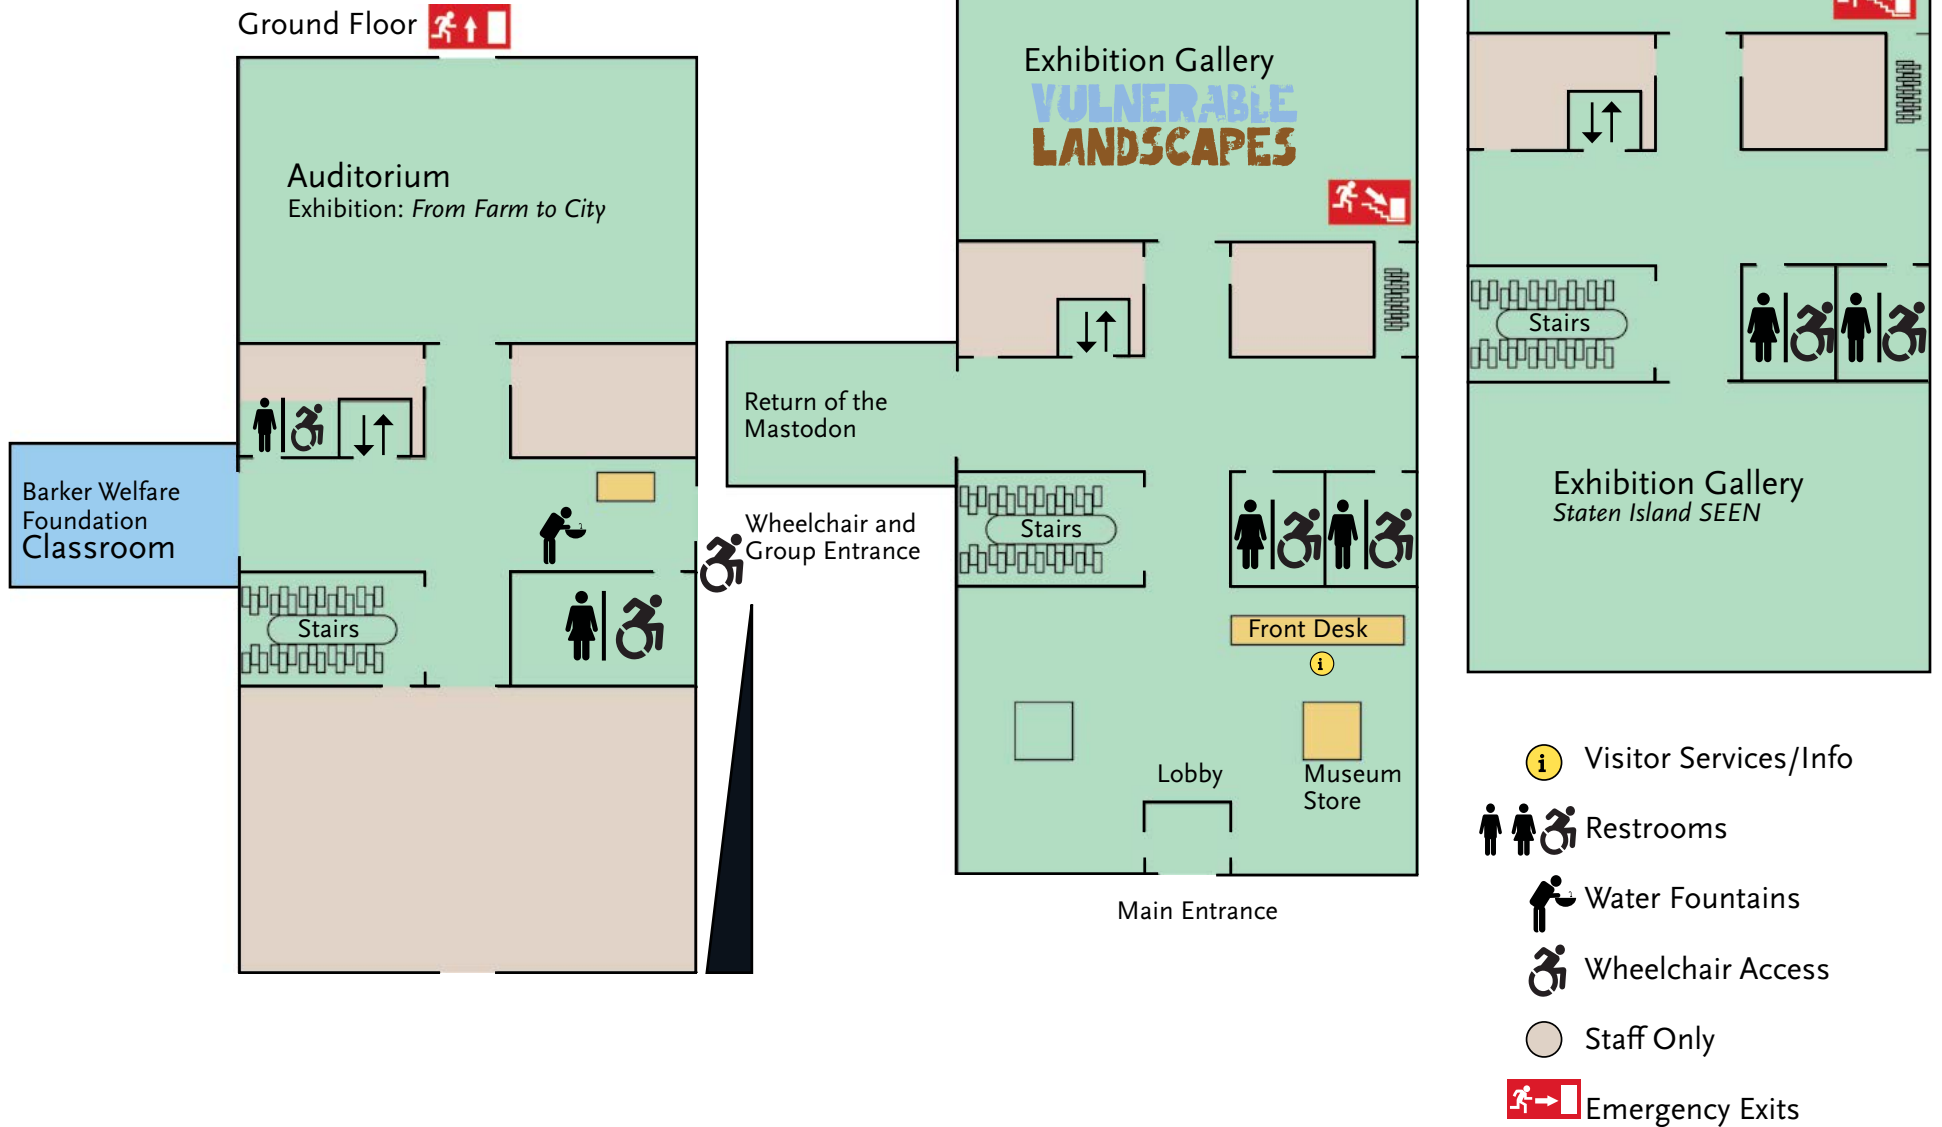 Ground Floor
Auditorium
Exhibition: From Farm to City
Barker Welfare
Foundation
Classroom
Stairs
Wheelchair and
Group Entrance
Exhibition Gallery
VULNERABLE
LANDSCAPES
Return of the
Mastodon
Stairs
Front Desk
i
Lobby
Museum
Store
Main Entrance
Stairs
Exhibition Gallery
Staten Island SEEN
i Visitor Services/Info
Restrooms
Water Fountains
Wheelchair Access
Staff Only
Emergency Exits